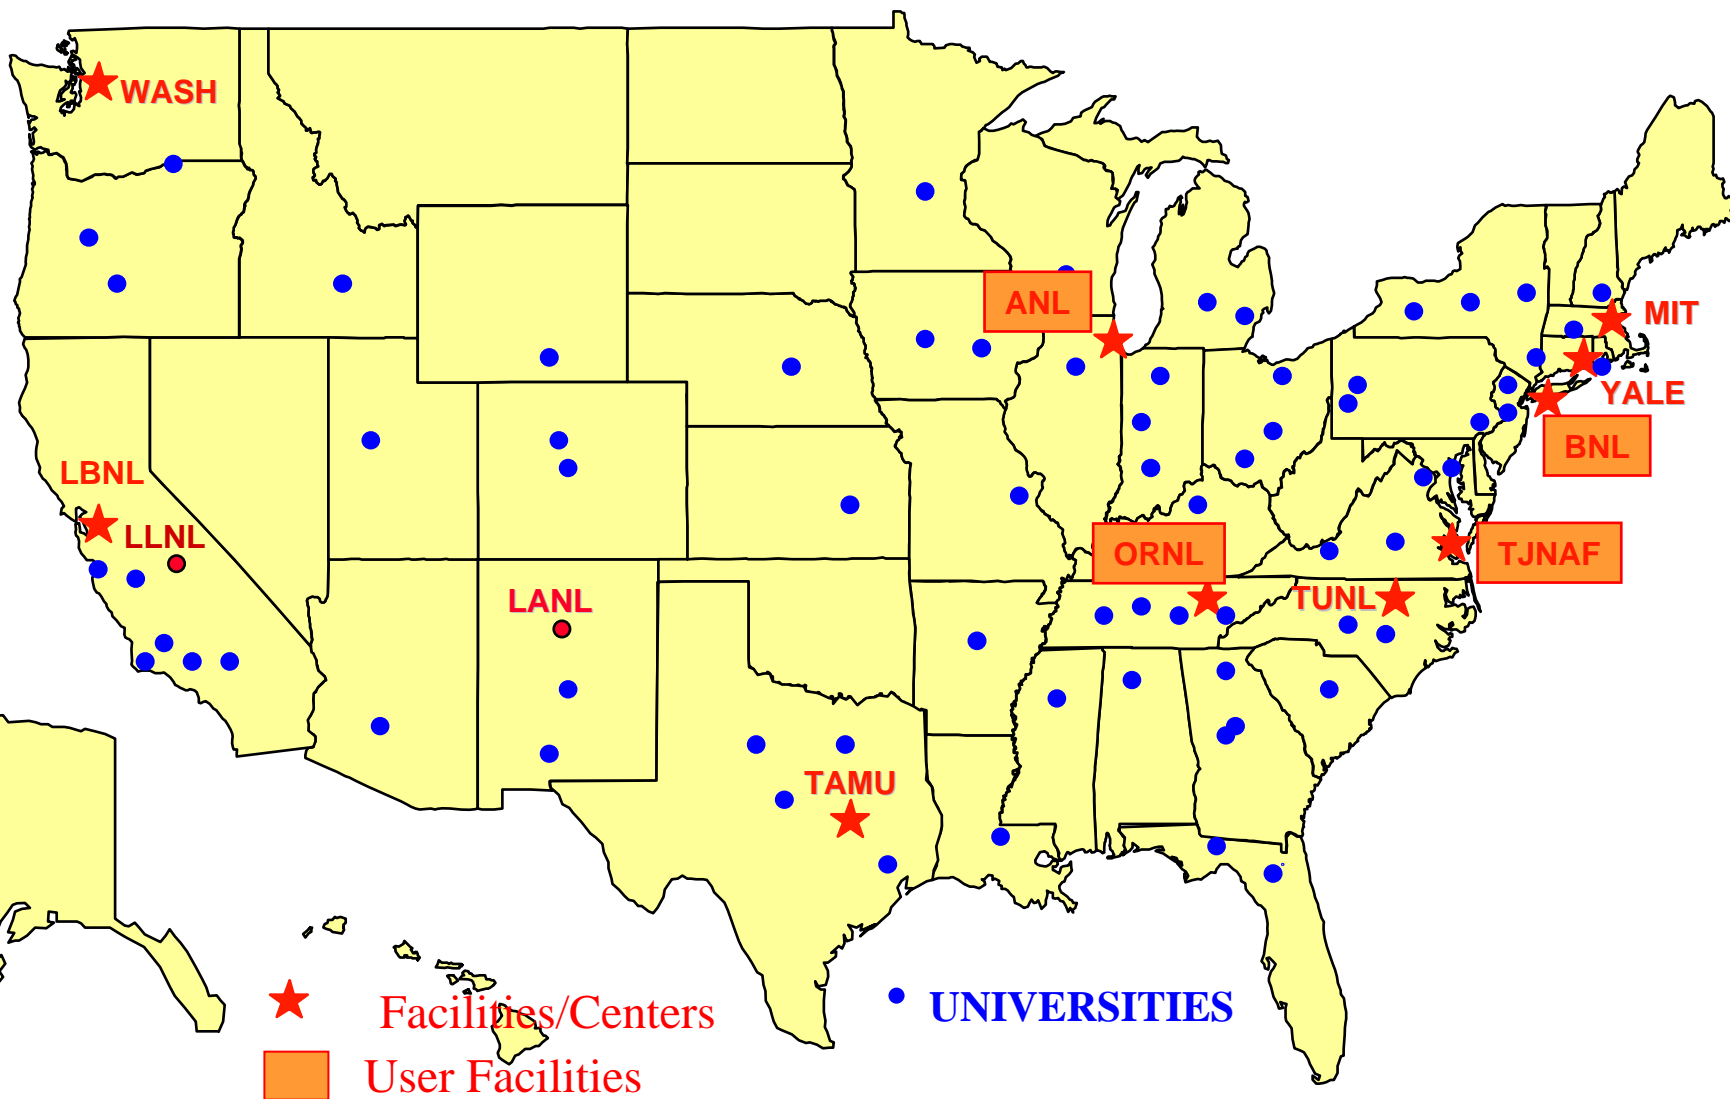 WASH
ANL
MIT
YALE
BNL
LBNL
LLNL
ORNL
TJNAF
LANL
TUNL
TAMU
Facilities/Centers
UNIVERSITIES
User Facilities